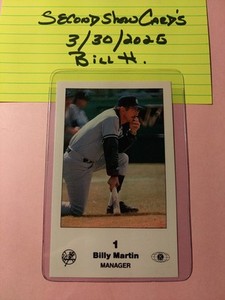 SECOND SHOW CARD'S
3/30/2025
BILL H.
1
Billy Martin
MANAGER